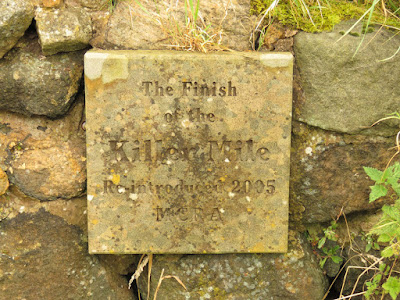 The Finish
of the
Killer Mile
Re-introduced 2005
MCRA